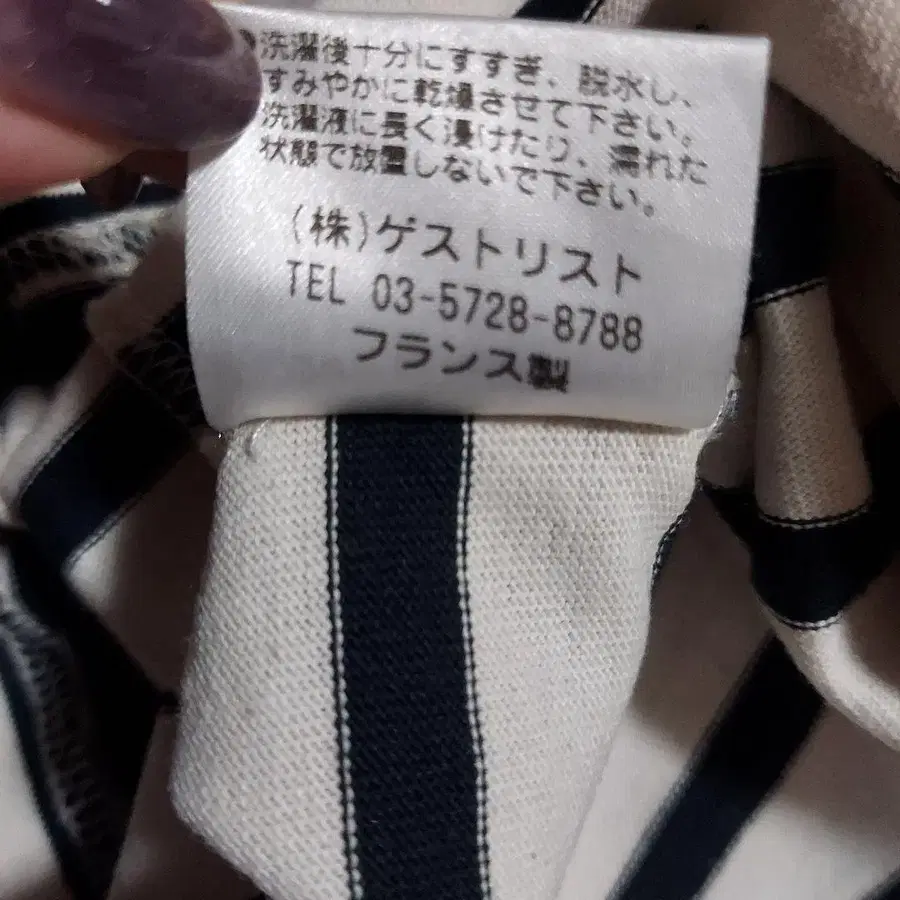 ●洗濯後十分にすすぎ、脱水し、
すみやかに乾燥させて下さい。
洗濯液に長く浸けたり、濡れた
状態で放置しないで下さい。
(株)ゲストリスト
TEL 03-5728-8788
フランス製